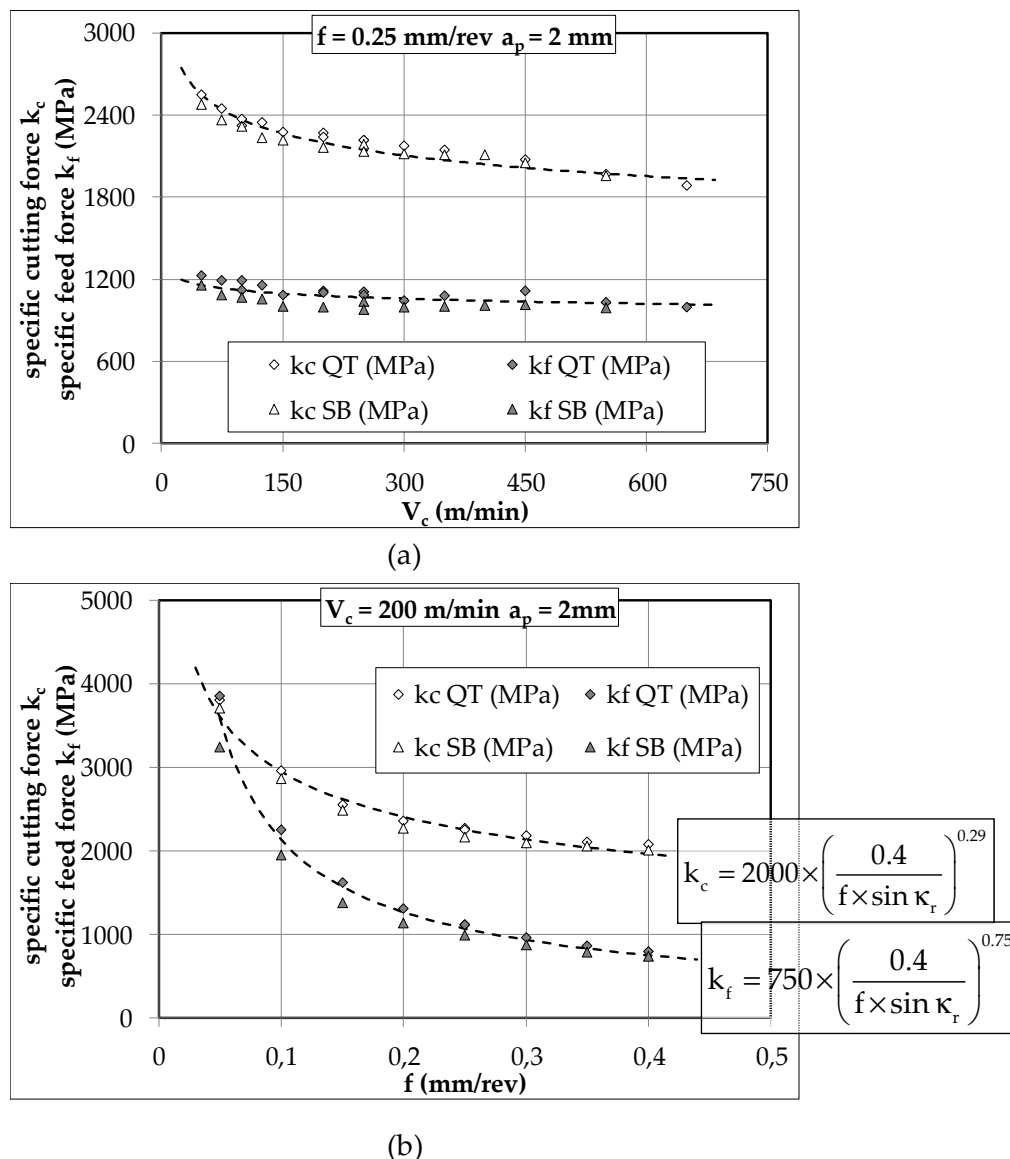 f = 0.25 mm/rev a_p = 2 mm
specific cutting force k_c
specific feed force k_f (MPa)
3000
2400
1800
1200
600
0
kc QT (MPa) kf QT (MPa)
kc SB (MPa) kf SB (MPa)
0 150 300 450 600 750
V_c (m/min)
(a)
V_c = 200 m/min a_p = 2mm
specific cutting force k_c
specific feed force k_f (MPa)
5000
4000
3000
2000
1000
0
kc QT (MPa) kf QT (MPa)
kc SB (MPa) kf SB (MPa)
k_c = 2000 × (0.4 / f × sin κ_r)^0.29
k_f = 750 × (0.4 / f × sin κ_r)^0.75
0 0,1 0,2 0,3 0,4 0,5
f (mm/rev)
(b)